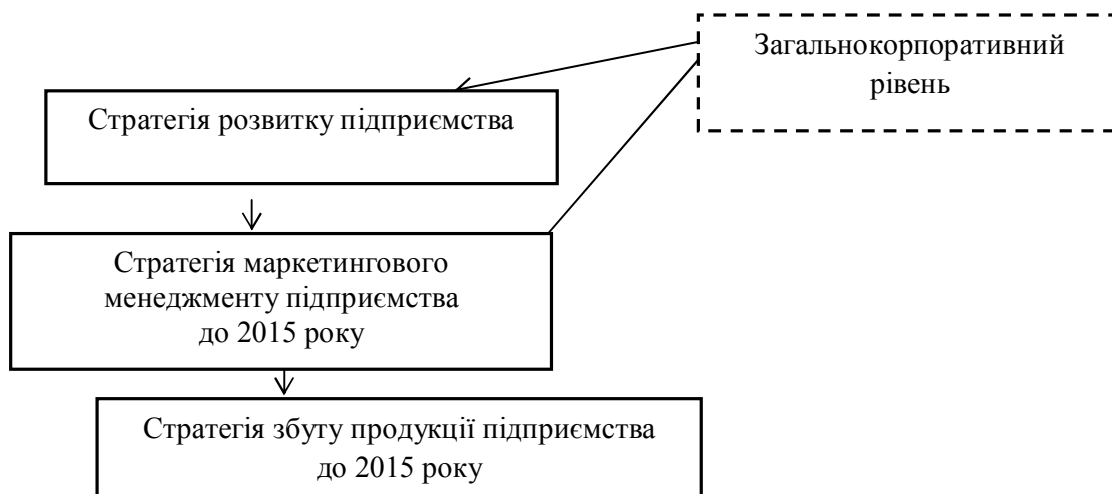 Загальнокорпоративний
рівень
Стратегія розвитку підприємства
Стратегія маркетингового
менеджменту підприємства
до 2015 року
Стратегія збуту продукції підприємства
до 2015 року